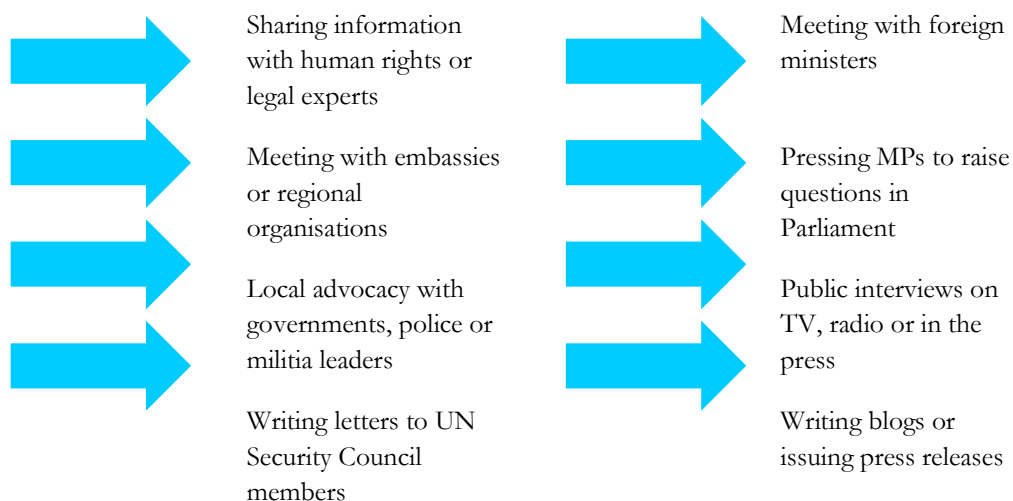 Sharing information
with human rights or
legal experts
Meeting with embassies
or regional
organisations
Local advocacy with
governments, police or
militia leaders
Writing letters to UN
Security Council
members
Meeting with foreign
ministers
Pressing MPs to raise
questions in
Parliament
Public interviews on
TV, radio or in the
press
Writing blogs or
issuing press releases